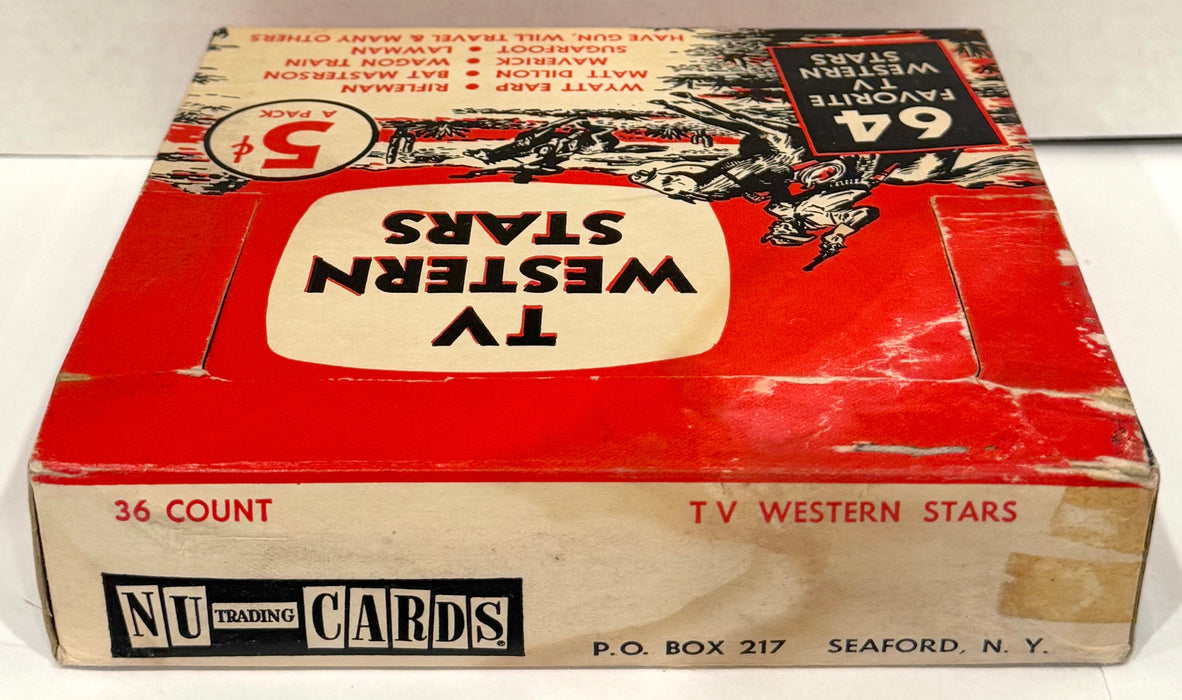 TV
WESTERN
STARS
64
FAVORITE
TV
WESTERN
STARS
5¢
A PACK
WYATT EARP • RIFLEMAN
MATT DILLON • BAT MASTERSON
MAVERICK • WAGON TRAIN
SUGARFOOT • LAWMAN
HAVE GUN, WILL TRAVEL & MANY OTHERS
36 COUNT
TV WESTERN STARS
NU TRADING CARDS®
P.O. BOX 217 SEAFORD, N. Y.